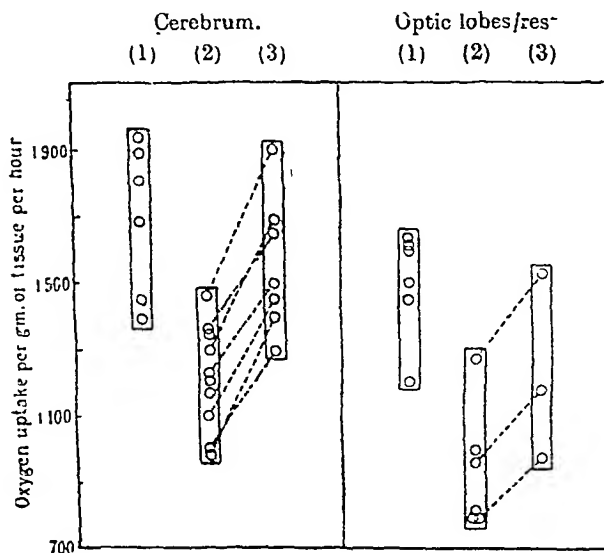 Cerebrum. Optic lobes/res-
(1) (2) (3) (1) (2) (3)
Oxygen uptake per gm. of tissue per hour
1900
1500
1100
700